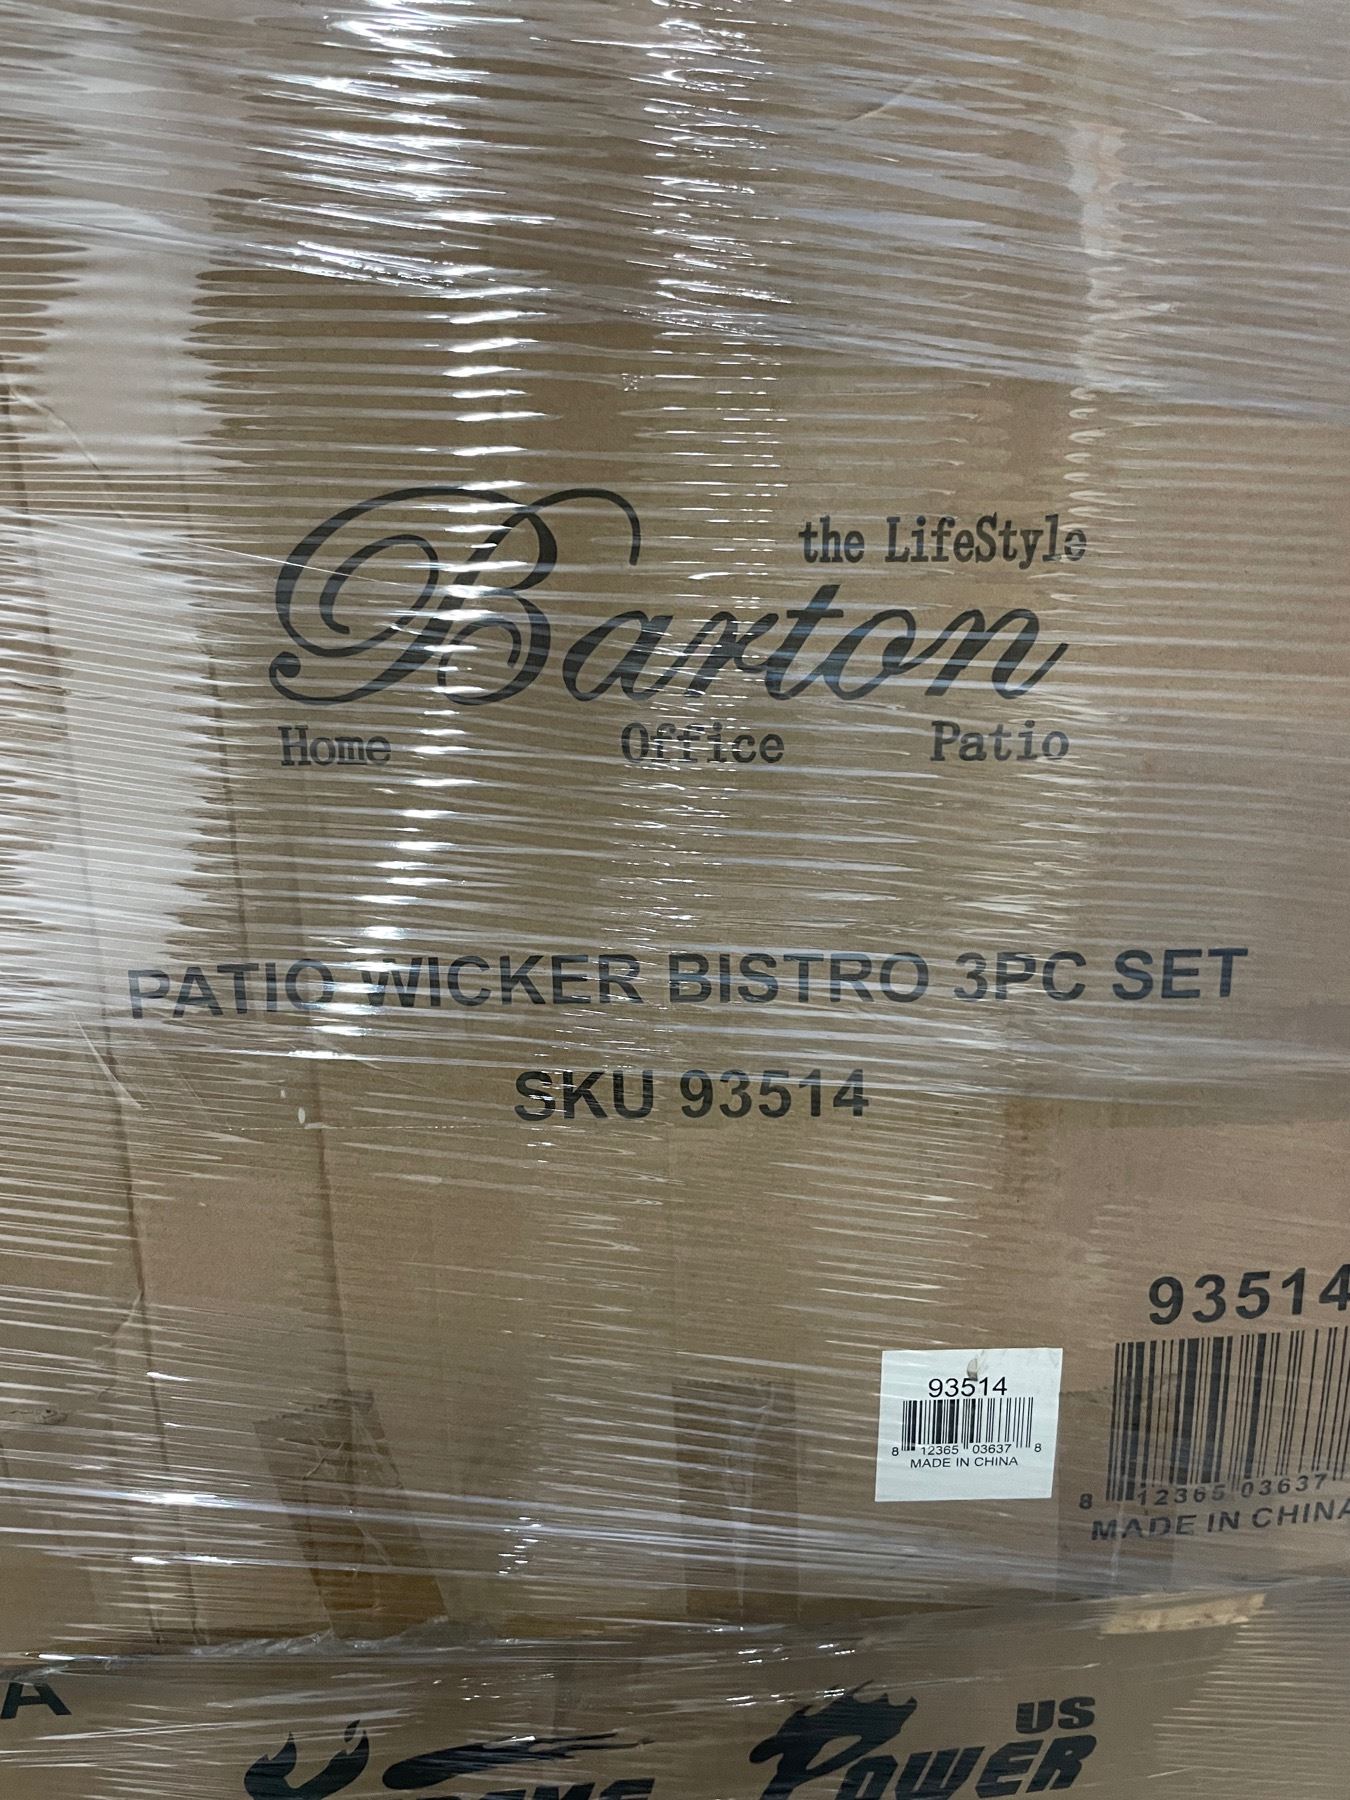 the LifeStyle
Barton
Home Office Patio
PATIO WICKER BISTRO 3PC SET
SKU 93514
93514
8 12365 03637 8
MADE IN CHINA
93514
8 12365 03637
MADE IN CHINA
A
US
POWER